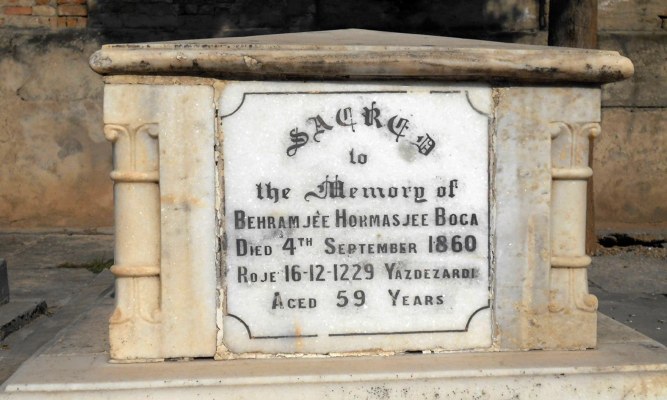 SACRED
to
the Memory of
BEHRAMJEE HORMASJEE BOGA
DIED 4TH SEPTEMBER 1860
ROJE 16-12-1229 YAZDEZARDI
AGED 59 YEARS